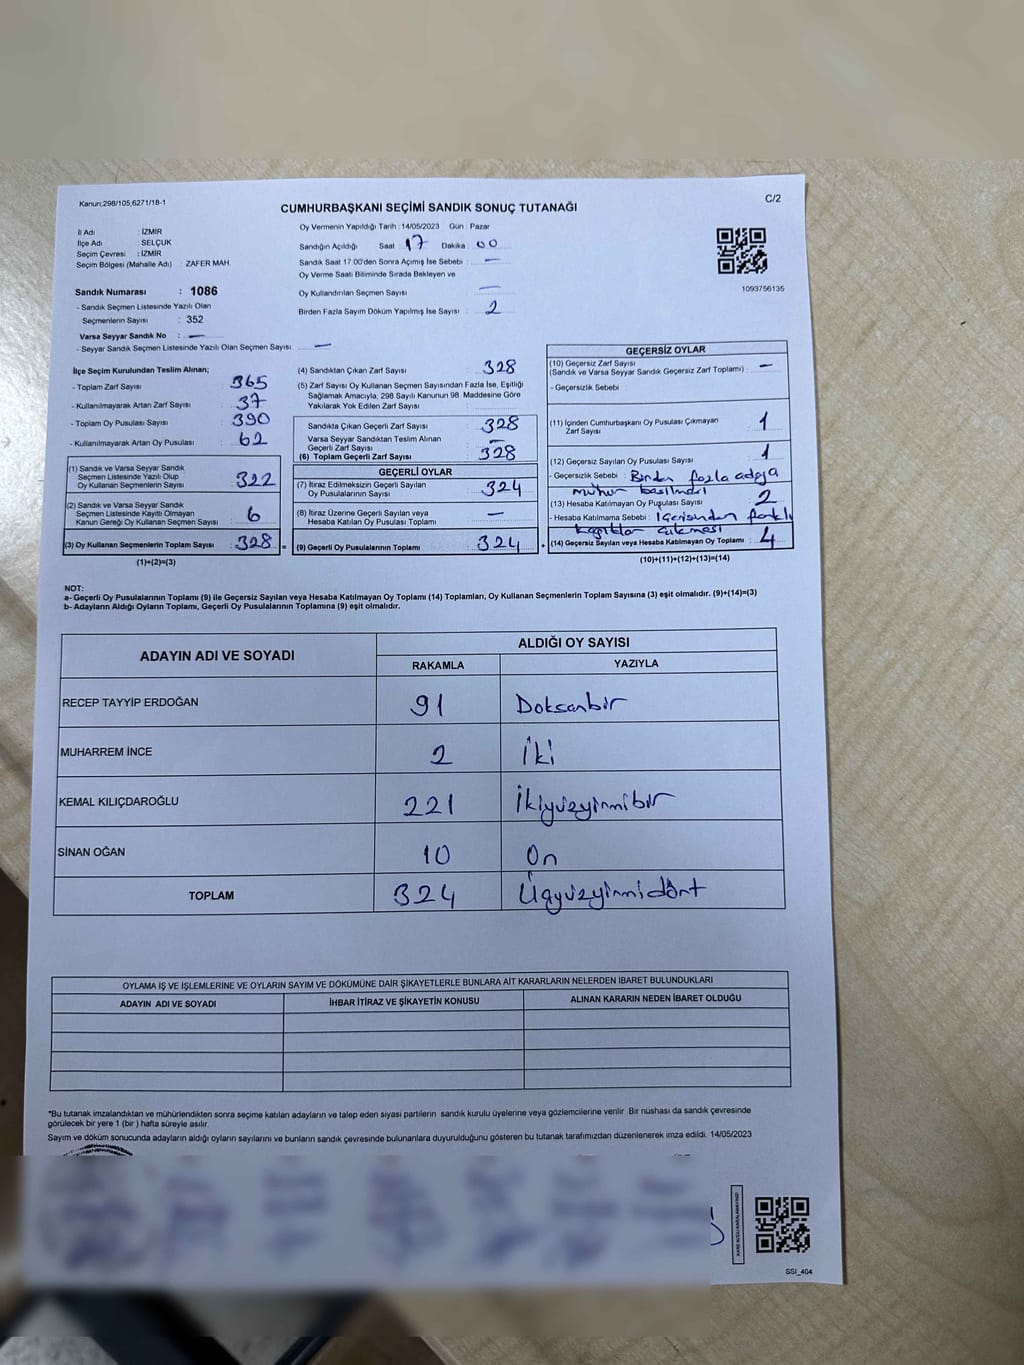 Kanun;298/105,6271/18-1
C/2
CUMHURBAŞKANI SEÇİMİ SANDIK SONUÇ TUTANAĞI
İl Adı : İZMİR
İlçe Adı : SELÇUK
Seçim Çevresi : İZMİR
Seçim Bölgesi (Mahalle Adı) : ZAFER MAH.
Sandık Numarası : 1086
- Sandık Seçmen Listesinde Yazılı Olan
Seçmenlerin Sayısı : 352
Varsa Seyyar Sandık No : —
- Seyyar Sandık Seçmen Listesinde Yazılı Olan Seçmen Sayısı : —
Oy Vermenin Yapıldığı Tarih : 14/05/2023 Gün : Pazar
Sandığın Açıldığı Saat : 17 Dakika : 00
Sandık Saat 17.00'den Sonra Açımış İse Sebebi : —
Oy Verme Saati Bitiminde Sırada Bekleyen ve
Oy Kullandırılan Seçmen Sayısı : —
Birden Fazla Sayım Döküm Yapılmış İse Sayısı : 2
1093756135
İlçe Seçim Kurulundan Teslim Alınan;
- Toplam Zarf Sayısı : 365
- Kullanılmayarak Artan Zarf Sayısı : 37
- Toplam Oy Pusulası Sayısı : 390
- Kullanılmayarak Artan Oy Pusulası : 62
(1) Sandık ve Varsa Seyyar Sandık
Seçmen Listesinde Yazılı Olup
Oy Kullanan Seçmenlerin Sayısı : 322
(2) Sandık ve Varsa Seyyar Sandık
Seçmen Listesinde Kayıtlı Olmayan
Kanun Gereği Oy Kullanan Seçmen Sayısı : 6
(3) Oy Kullanan Seçmenlerin Toplam Sayısı : 328
(1)+(2)=(3)
(4) Sandıktan Çıkan Zarf Sayısı : 328
(5) Zarf Sayısı Oy Kullanan Seçmen Sayısından Fazla İse, Eşitliği
Sağlamak Amacıyla, 298 Sayılı Kanunun 98. Maddesine Göre
Yakılarak Yok Edilen Zarf Sayısı :
Sandıkta Çıkan Geçerli Zarf Sayısı : 328
Varsa Seyyar Sandıktan Teslim Alınan
Geçerli Zarf Sayısı : —
(6) Toplam Geçerli Zarf Sayısı : 328
GEÇERLİ OYLAR
(7) İtiraz Edilmeksizin Geçerli Sayılan
Oy Pusulalarının Sayısı : 324
(8) İtiraz Üzerine Geçerli Sayılan veya
Hesaba Katılan Oy Pusulası Toplamı : —
= (9) Geçerli Oy Pusulalarının Toplamı : 324 +
GEÇERSİZ OYLAR
(10) Geçersiz Zarf Sayısı
(Sandık ve Varsa Seyyar Sandık Geçersiz Zarf Toplamı) : —
- Geçersizlik Sebebi :
(11) İçinden Cumhurbaşkanı Oy Pusulası Çıkmayan
Zarf Sayısı : 1
(12) Geçersiz Sayılan Oy Pusulası Sayısı : 1
- Geçersizlik Sebebi : Birden fazla adaya
mühür basılması
(13) Hesaba Katılmayan Oy Pusulası Sayısı : 2
- Hesaba Katılmama Sebebi : İçerisinden farklı
kağıtlar çıkması
(14) Geçersiz Sayılan veya Hesaba Katılmayan Oy Toplamı : 4
(10)+(11)+(12)+(13)=(14)
NOT:
a- Geçerli Oy Pusulalarının Toplamı (9) ile Geçersiz Sayılan veya Hesaba Katılmayan Oy Toplamı (14) Toplamları, Oy Kullanan Seçmenlerin Toplam Sayısına (3) eşit olmalıdır. (9)+(14)=(3)
b- Adayların Aldığı Oyların Toplamı, Geçerli Oy Pusulalarının Toplamına (9) eşit olmalıdır.
ADAYIN ADI VE SOYADI
ALDIĞI OY SAYISI
RAKAMLA YAZIYLA
RECEP TAYYİP ERDOĞAN 91 Doksanbir
MUHARREM İNCE 2 İki
KEMAL KILIÇDAROĞLU 221 İkiyüzyirmibir
SİNAN OĞAN 10 On
TOPLAM 324 Üçyüzyirmidört
OYLAMA İŞ VE İŞLEMLERİNE VE OYLARIN SAYIM VE DÖKÜMÜNE DAİR ŞİKAYETLERLE BUNLARA AİT KARARLARIN NELERDEN İBARET BULUNDUKLARI
ADAYIN ADI VE SOYADI İHBAR İTİRAZ VE ŞİKAYETİN KONUSU ALINAN KARARIN NEDEN İBARET OLDUĞU
*Bu tutanak imzalandıktan ve mühürlendikten sonra seçime katılan adayların ve talep eden siyasi partilerin sandık kurulu üyelerine veya gözlemcilerine verilir .Bir nüshası da sandık çevresinde
görülecek bir yere 1 (bir ) hafta süreyle asılır.
Sayım ve döküm sonucunda adayların aldığı oyların sayılarını ve bunların sandık çevresinde bulunanlara duyurulduğunu gösteren bu tutanak tarafımızdan düzenlenerek imza edildi. 14/05/2023
SSI_404